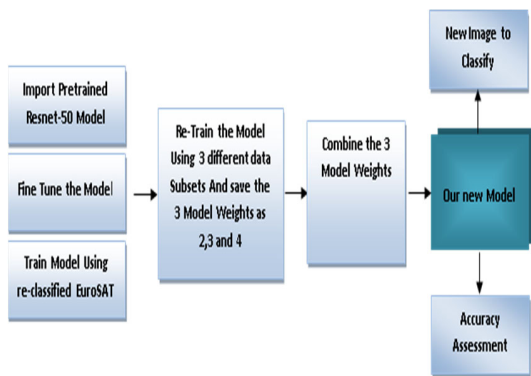 Import Pretrained
Resnet-50 Model
Fine Tune the Model
Train Model Using
re-classified EuroSAT
Re-Train the Model
Using 3 different data
Subsets And save the
3 Model Weights as
2,3 and 4
Combine the 3
Model Weights
New Image to
Classify
Our new Model
Accuracy
Assessment